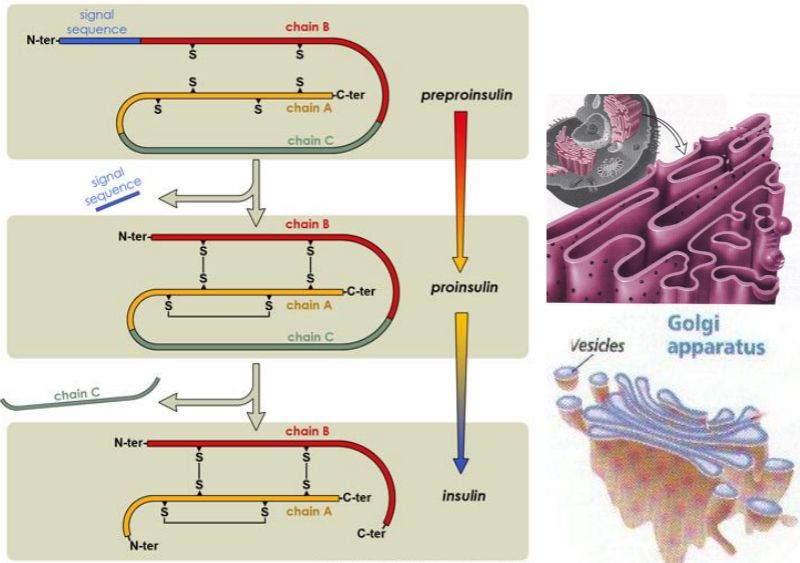 signal
sequence
chain B
N-ter
S
S
S
S
C-ter
S
S
chain A
chain C
preproinsulin
signal
sequence
chain B
N-ter
S
S
S
S
C-ter
chain A
chain C
proinsulin
chain C
chain B
N-ter
S
S
S
S
C-ter
S
S
chain A
insulin
C-ter
N-ter
Golgi
apparatus
Vesicles